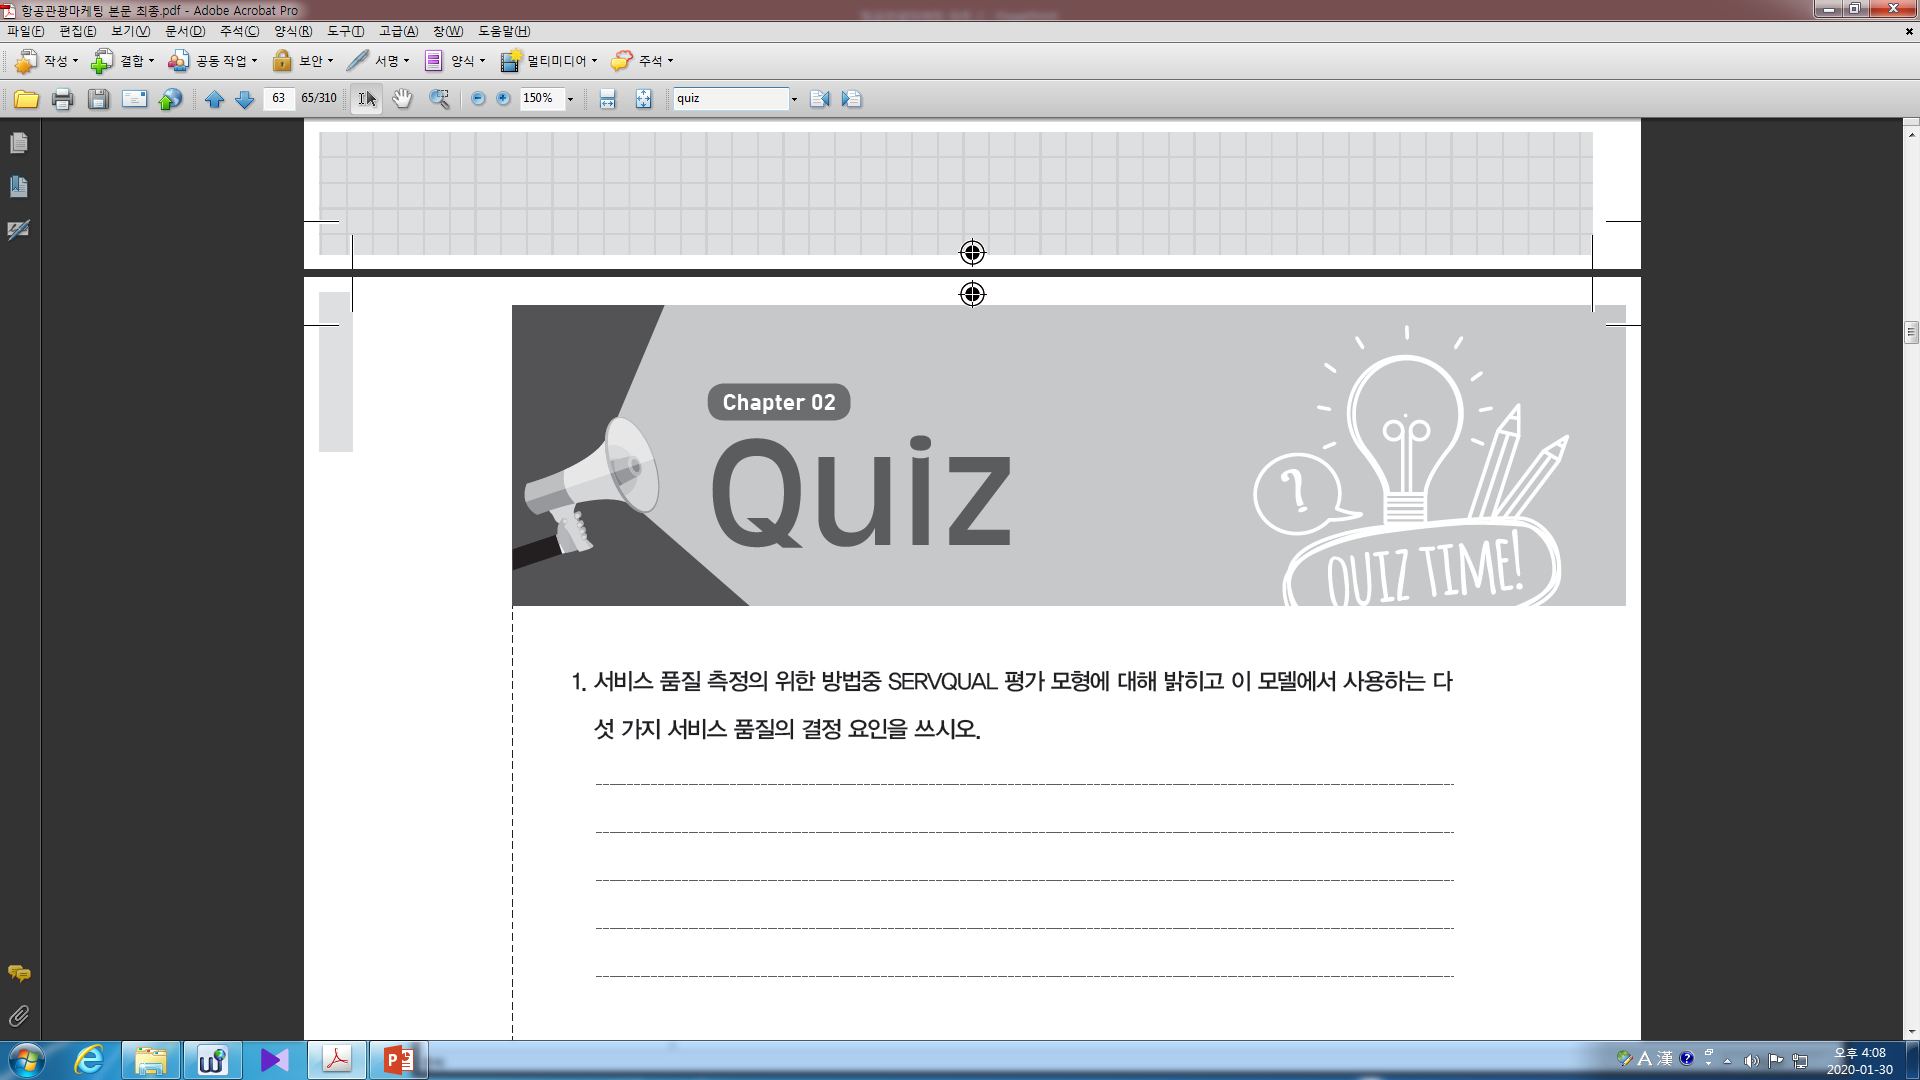 항공관광마케팅 본문 최종.pdf - Adobe Acrobat Pro
파일(F) 편집(E) 보기(V) 문서(D) 주석(C) 양식(R) 도구(T) 고급(A) 창(W) 도움말(H)
작성 결합 공동 작업 보안 서명 양식 멀티미디어 주석
63 65/310 150% quiz
Chapter 02
Quiz
?
QUIZ TIME!
1. 서비스 품질 측정의 위한 방법중 SERVQUAL 평가 모형에 대해 밝히고 이 모델에서 사용하는 다
섯 가지 서비스 품질의 결정 요인을 쓰시오.
A 漢
오후 4:08
2020-01-30